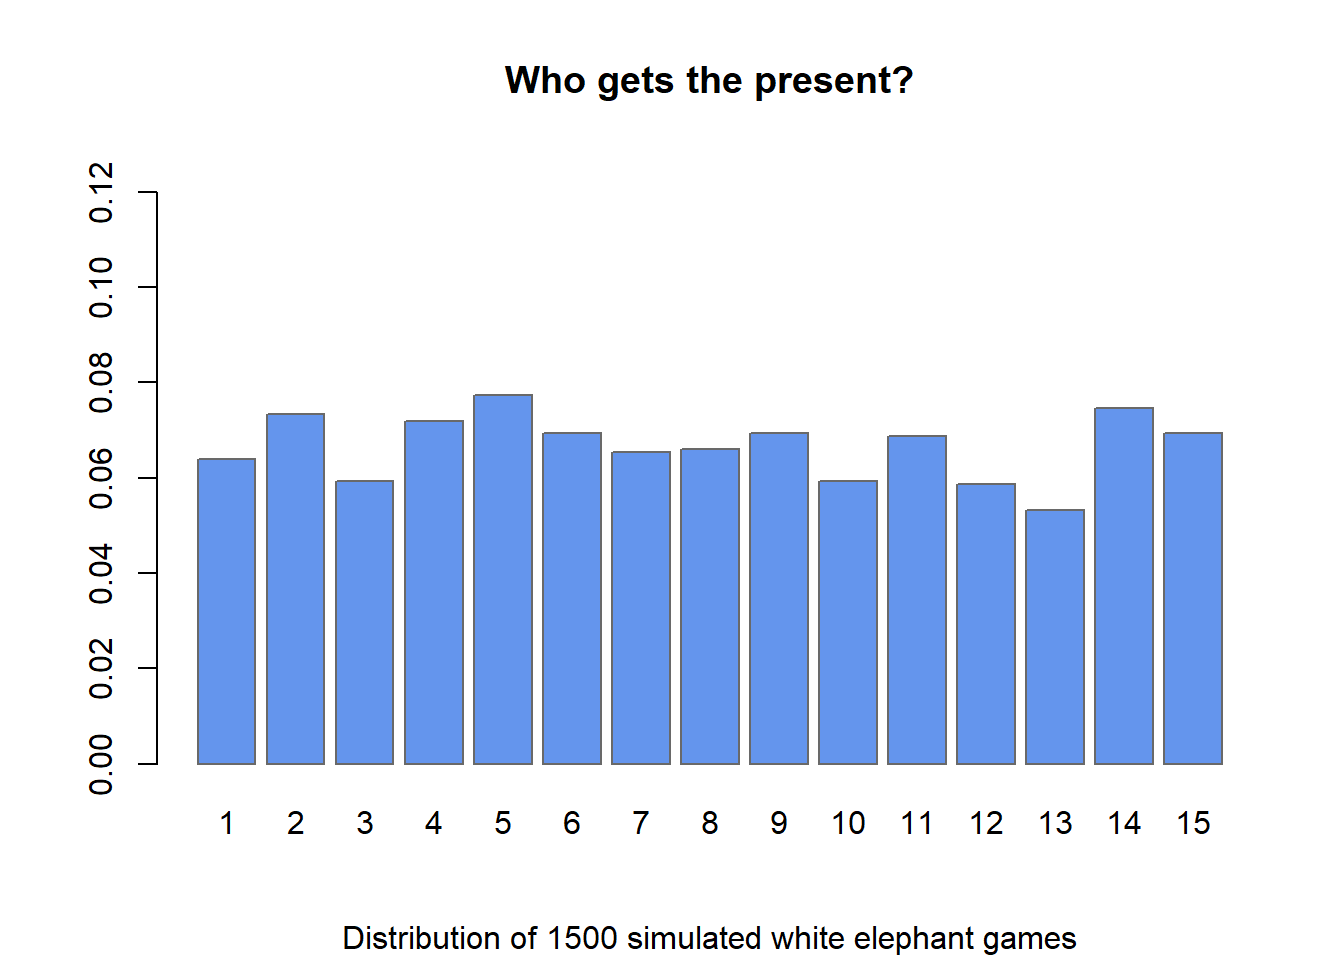 Who gets the present?
0.12
0.10
0.08
0.06
0.04
0.02
0.00
1 2 3 4 5 6 7 8 9 10 11 12 13 14 15
Distribution of 1500 simulated white elephant games